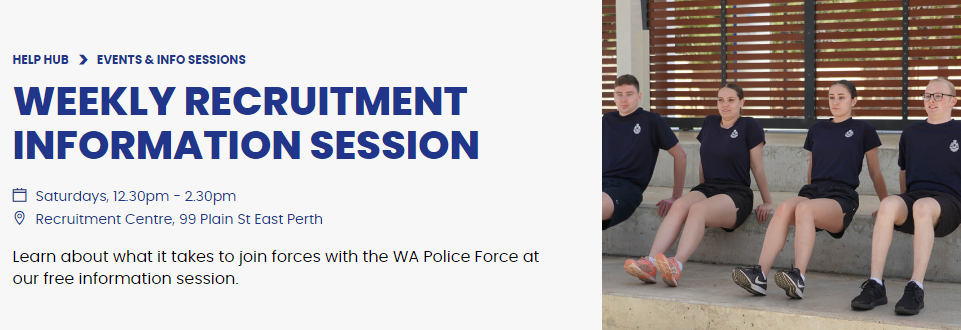 HELP HUB > EVENTS & INFO SESSIONS
WEEKLY RECRUITMENT
INFORMATION SESSION
Saturdays, 12.30pm - 2.30pm
Recruitment Centre, 99 Plain St East Perth
Learn about what it takes to join forces with the WA Police Force at
our free information session.